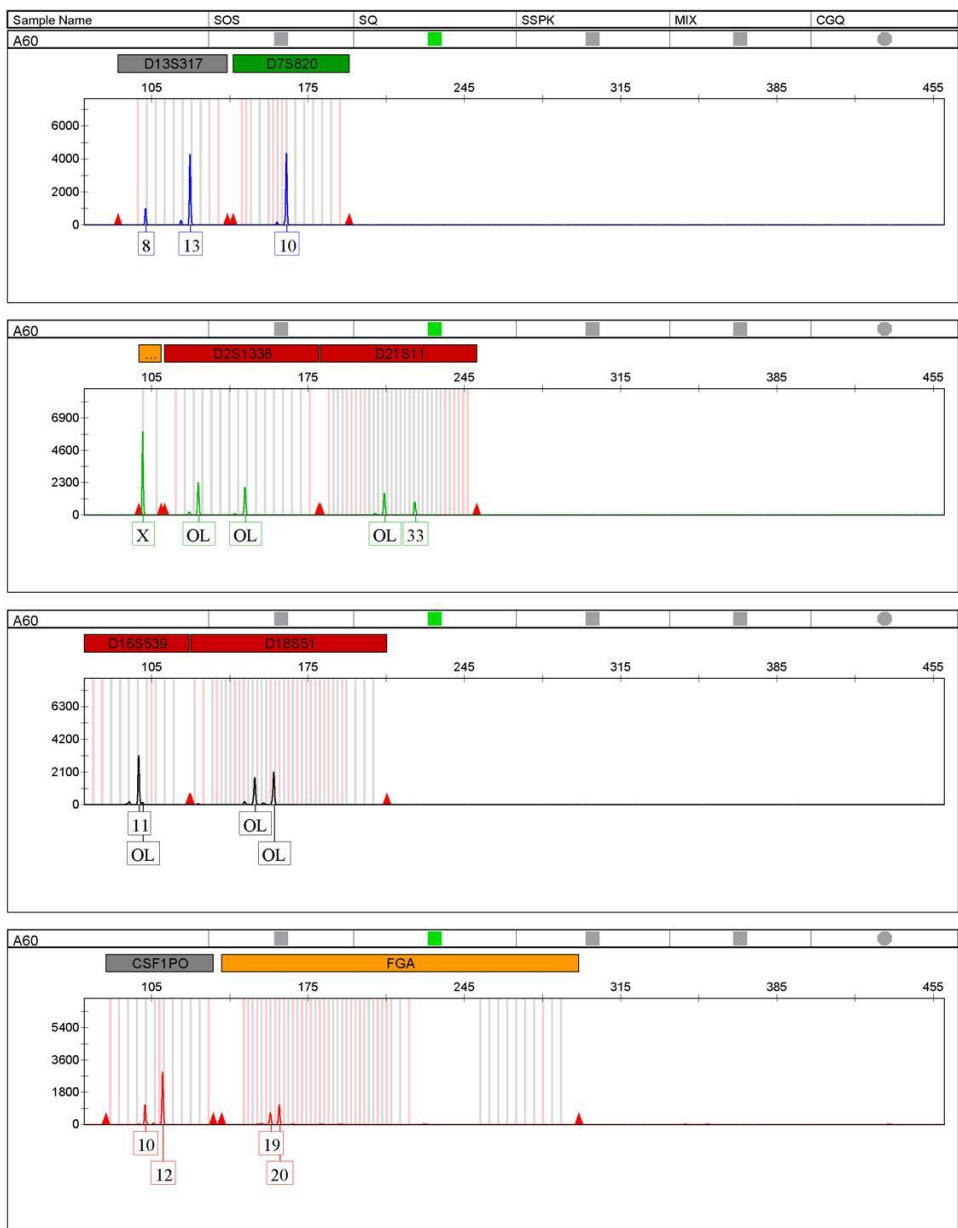 Sample Name SOS SQ SSPK MIX CGQ
A60
D13S317 D7S820
105 175 245 315 385 455
6000
4000
2000
0
8 13 10
A60
... D2S1338 D21S11
105 175 245 315 385 455
6900
4600
2300
0
X OL OL OL 33
A60
D16S539 D18S51
105 175 245 315 385 455
6300
4200
2100
0
11 OL
OL OL
A60
CSF1PO FGA
105 175 245 315 385 455
5400
3600
1800
0
10 19
12 20